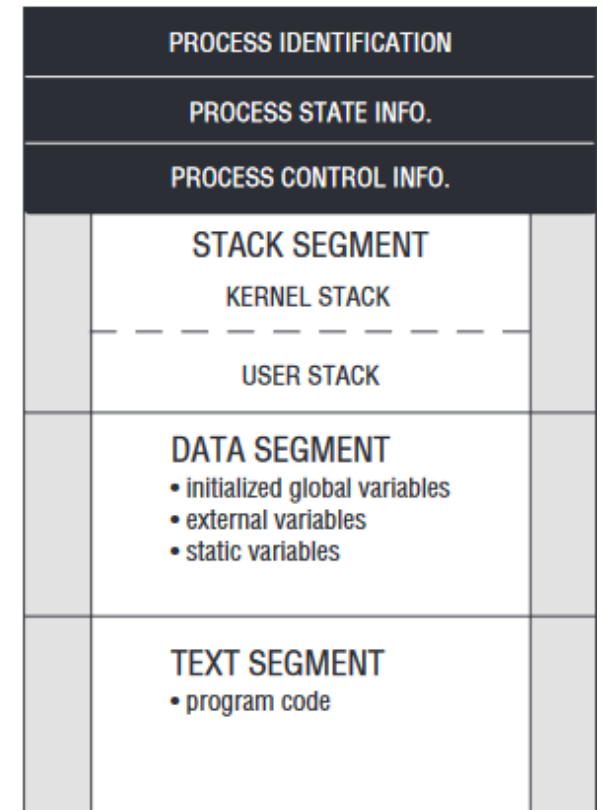 PROCESS IDENTIFICATION
PROCESS STATE INFO.
PROCESS CONTROL INFO.
STACK SEGMENT
KERNEL STACK
USER STACK
DATA SEGMENT
• initialized global variables
• external variables
• static variables
TEXT SEGMENT
• program code